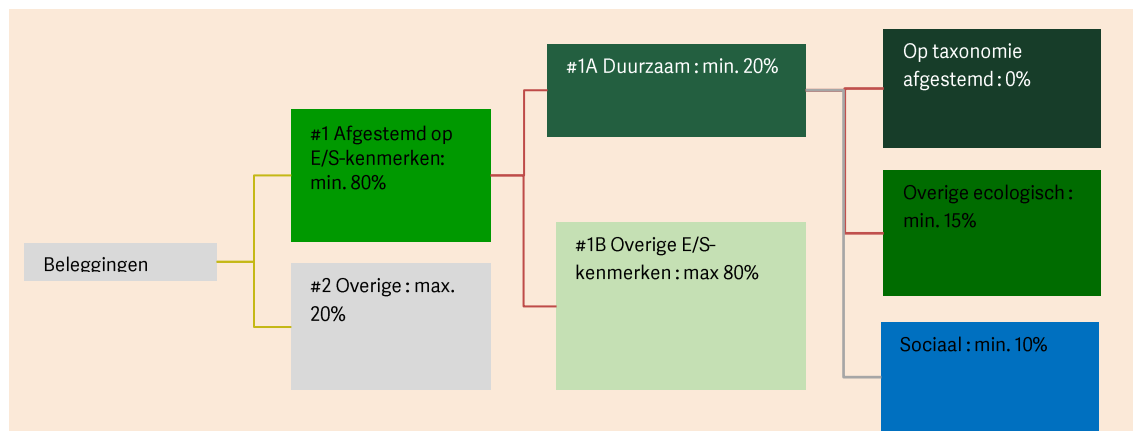 Beleggingen
#1 Afgestemd op
E/S-kenmerken:
min. 80%
#2 Overige : max.
20%
#1A Duurzaam : min. 20%
#1B Overige E/S-
kenmerken : max 80%
Op taxonomie
afgestemd : 0%
Overige ecologisch :
min. 15%
Sociaal : min. 10%